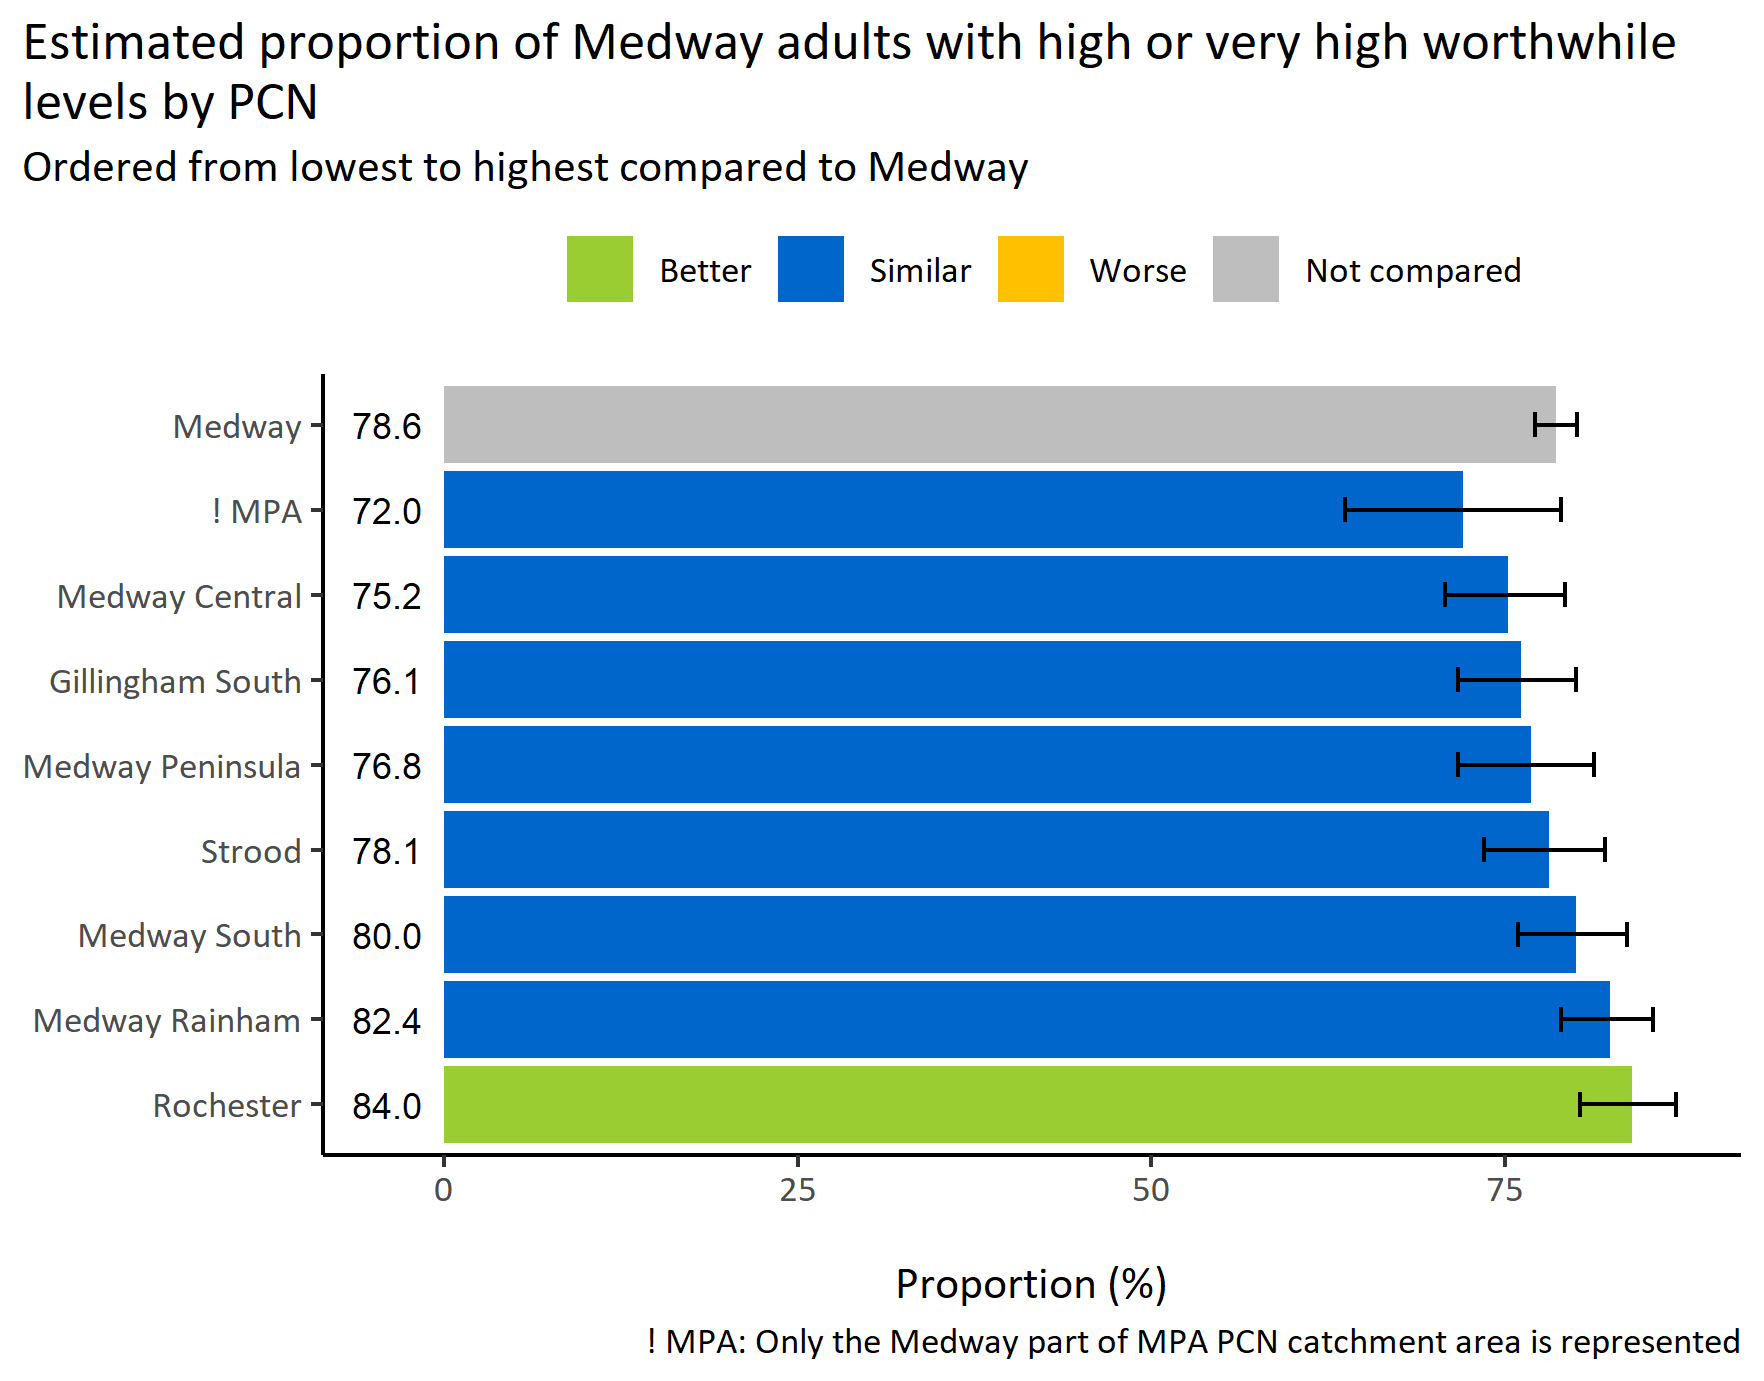 Estimated proportion of Medway adults with high or very high worthwhile
levels by PCN
Ordered from lowest to highest compared to Medway
Better Similar Worse Not compared
Medway 78.6
! MPA 72.0
Medway Central 75.2
Gillingham South 76.1
Medway Peninsula 76.8
Strood 78.1
Medway South 80.0
Medway Rainham 82.4
Rochester 84.0
0 25 50 75
Proportion (%)
! MPA: Only the Medway part of MPA PCN catchment area is represented